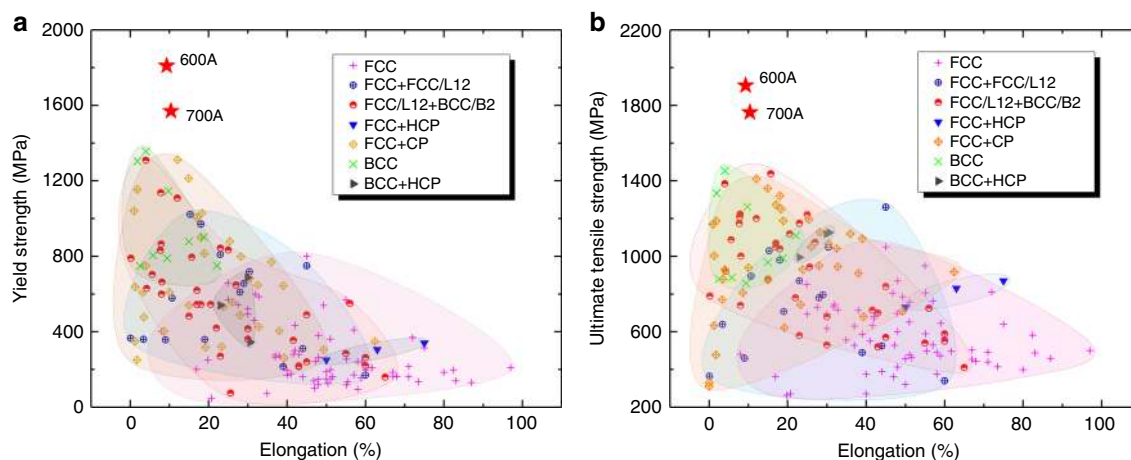 a
Yield strength (MPa)
2000
1600
1200
800
400
0
600A
700A
FCC
FCC+FCC/L12
FCC/L12+BCC/B2
FCC+HCP
FCC+CP
BCC
BCC+HCP
0 20 40 60 80 100
Elongation (%)
b
Ultimate tensile strength (MPa)
2200
1800
1400
1000
600
200
600A
700A
FCC
FCC+FCC/L12
FCC/L12+BCC/B2
FCC+HCP
FCC+CP
BCC
BCC+HCP
0 20 40 60 80 100
Elongation (%)